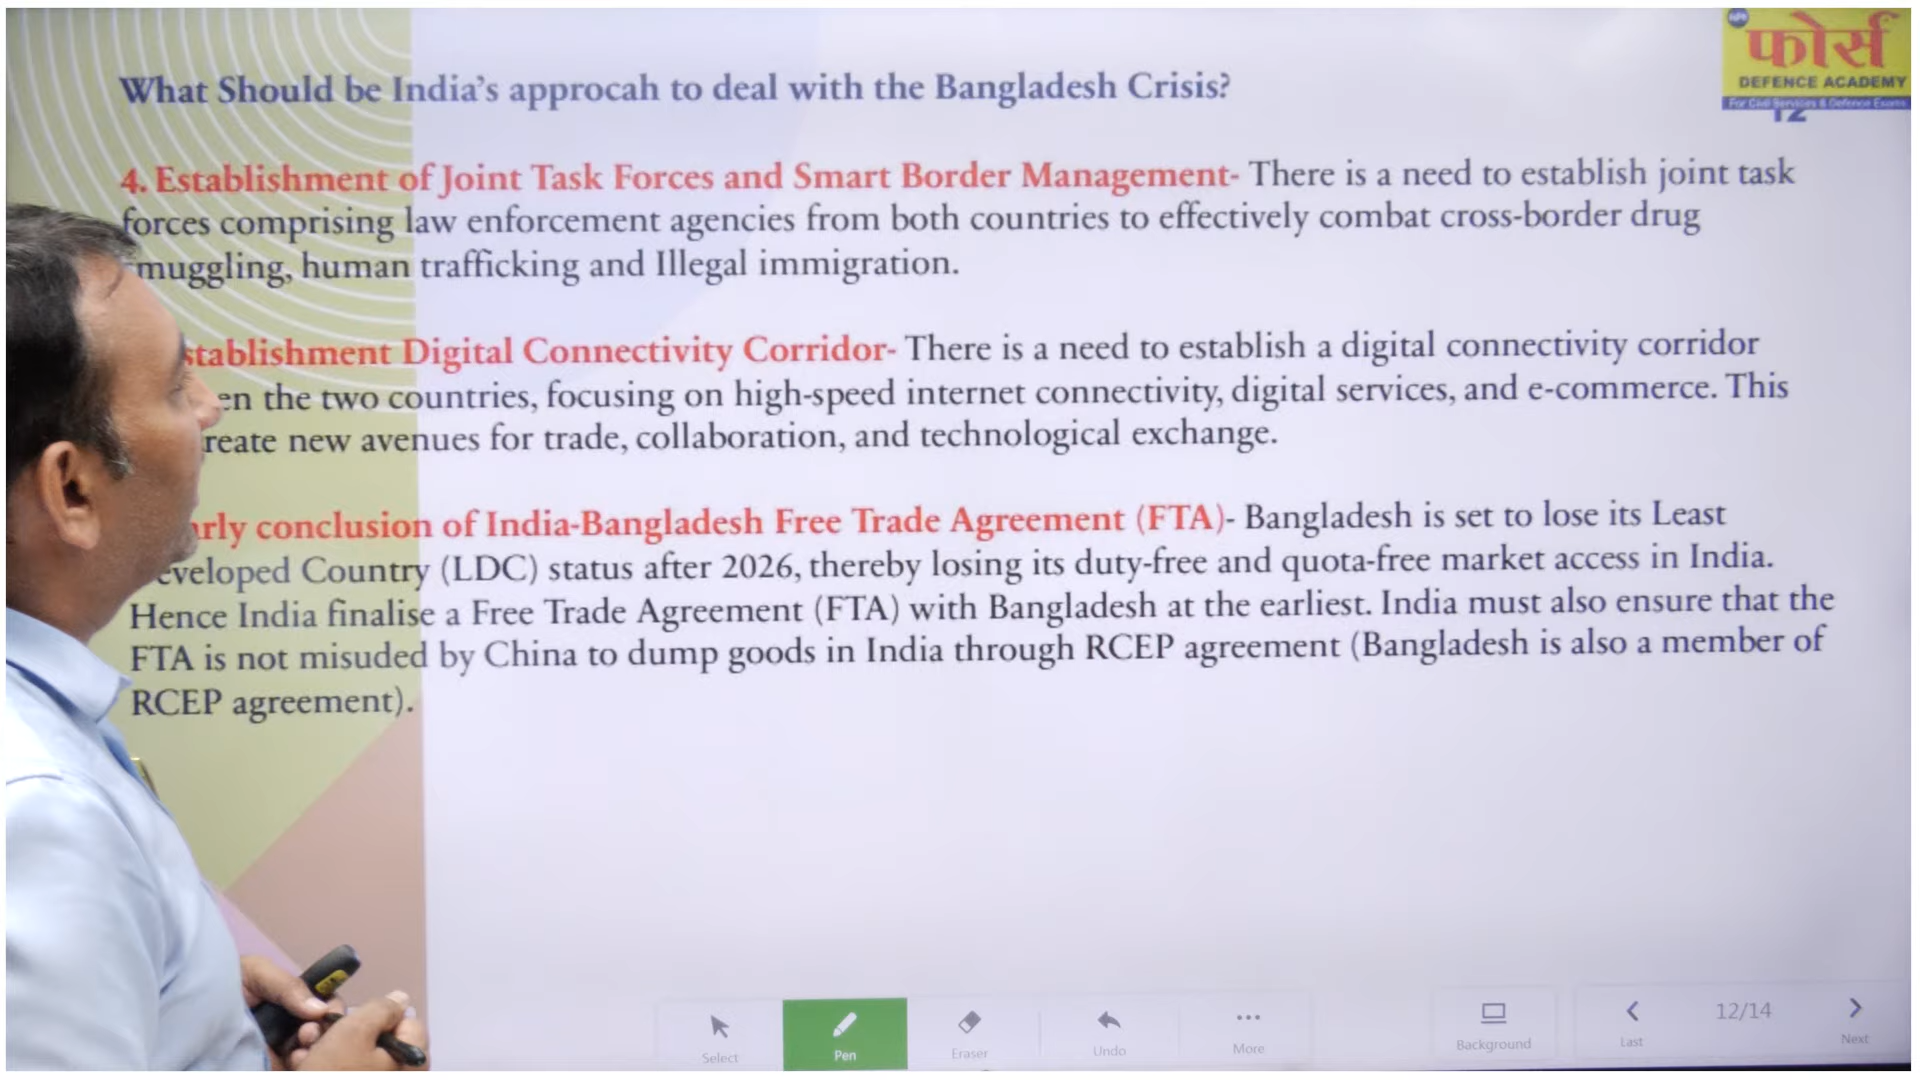 What Should be India's approcah to deal with the Bangladesh Crisis?
फोर्स
DEFENCE ACADEMY
For Civil Services & Defence Exams
12
4. Establishment of Joint Task Forces and Smart Border Management- There is a need to establish joint task
forces comprising law enforcement agencies from both countries to effectively combat cross-border drug
muggling, human trafficking and Illegal immigration.
stablishment Digital Connectivity Corridor- There is a need to establish a digital connectivity corridor
en the two countries, focusing on high-speed internet connectivity, digital services, and e-commerce. This
reate new avenues for trade, collaboration, and technological exchange.
arly conclusion of India-Bangladesh Free Trade Agreement (FTA)- Bangladesh is set to lose its Least
eveloped Country (LDC) status after 2026, thereby losing its duty-free and quota-free market access in India.
Hence India finalise a Free Trade Agreement (FTA) with Bangladesh at the earliest. India must also ensure that the
FTA is not misuded by China to dump goods in India through RCEP agreement (Bangladesh is also a member of
RCEP agreement).
Select
Pen
Eraser
Undo
More
Background
Last
12/14
Next